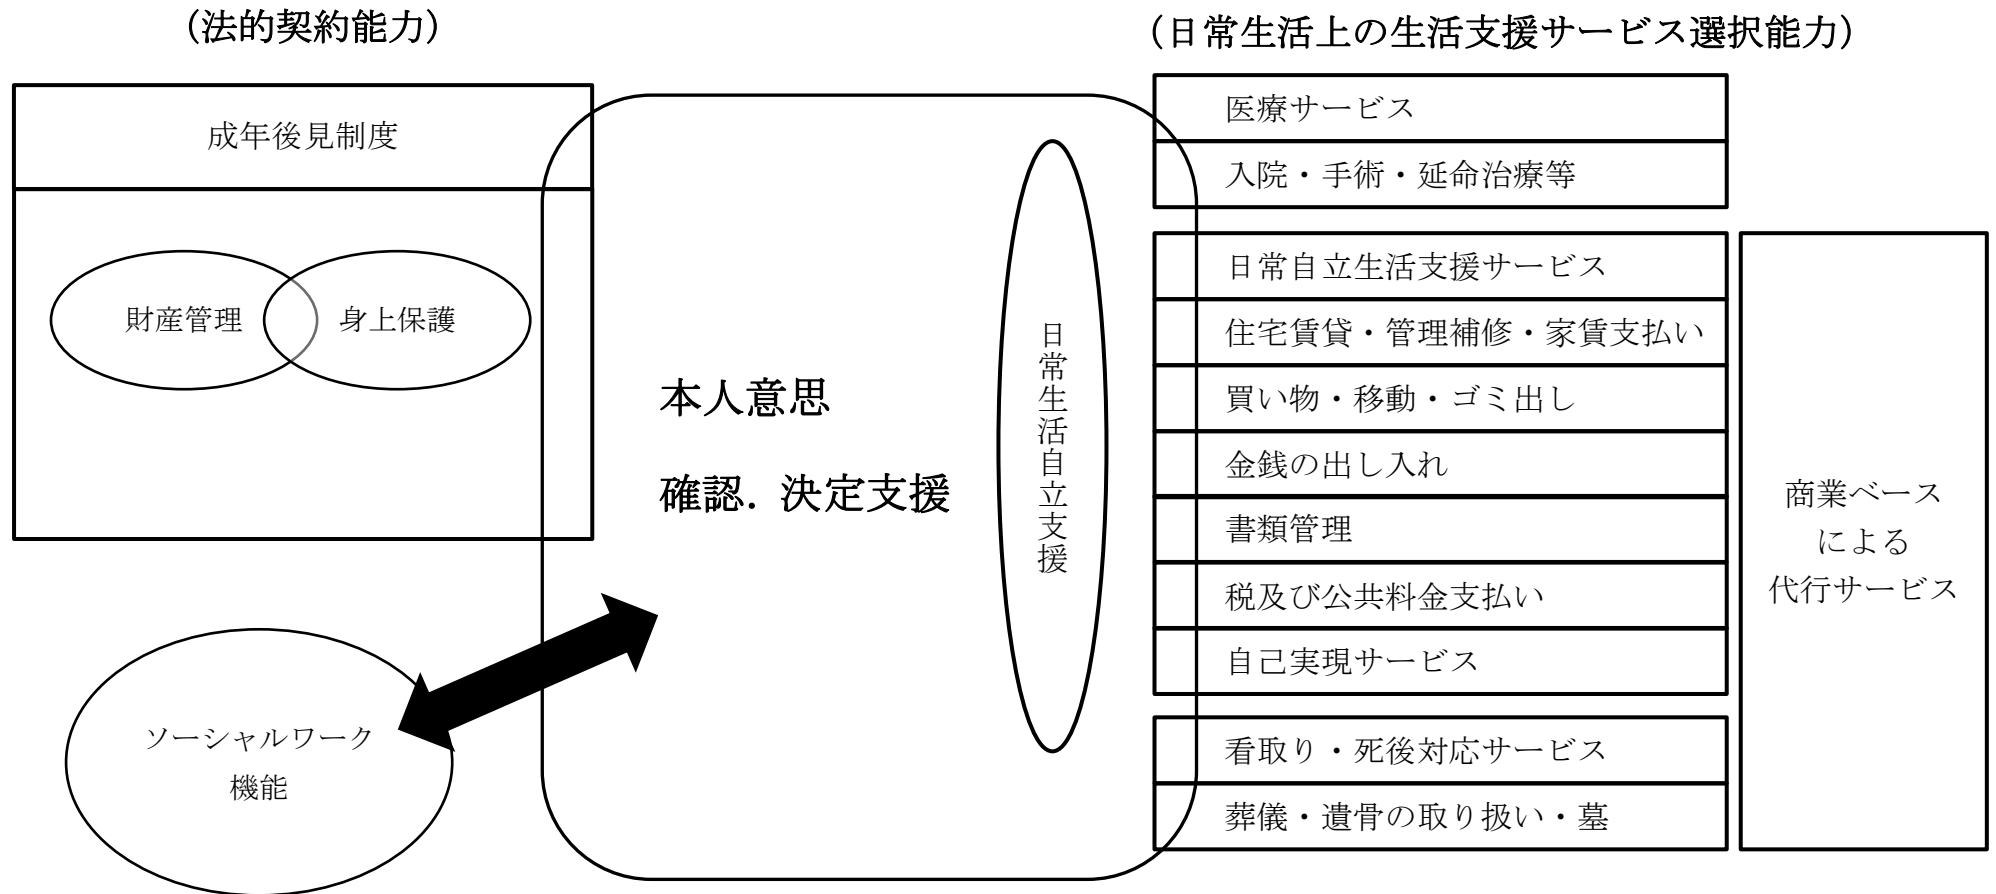 (法的契約能力)
(日常生活上の生活支援サービス選択能力)
成年後見制度
財産管理
身上保護
ソーシャルワーク
機能
本人意思
確認. 決定支援
日常生活自立支援
医療サービス
入院・手術・延命治療等
日常自立生活支援サービス
住宅賃貸・管理補修・家賃支払い
買い物・移動・ゴミ出し
金銭の出し入れ
書類管理
税及び公共料金支払い
自己実現サービス
看取り・死後対応サービス
葬儀・遺骨の取り扱い・墓
商業ベース
による
代行サービス